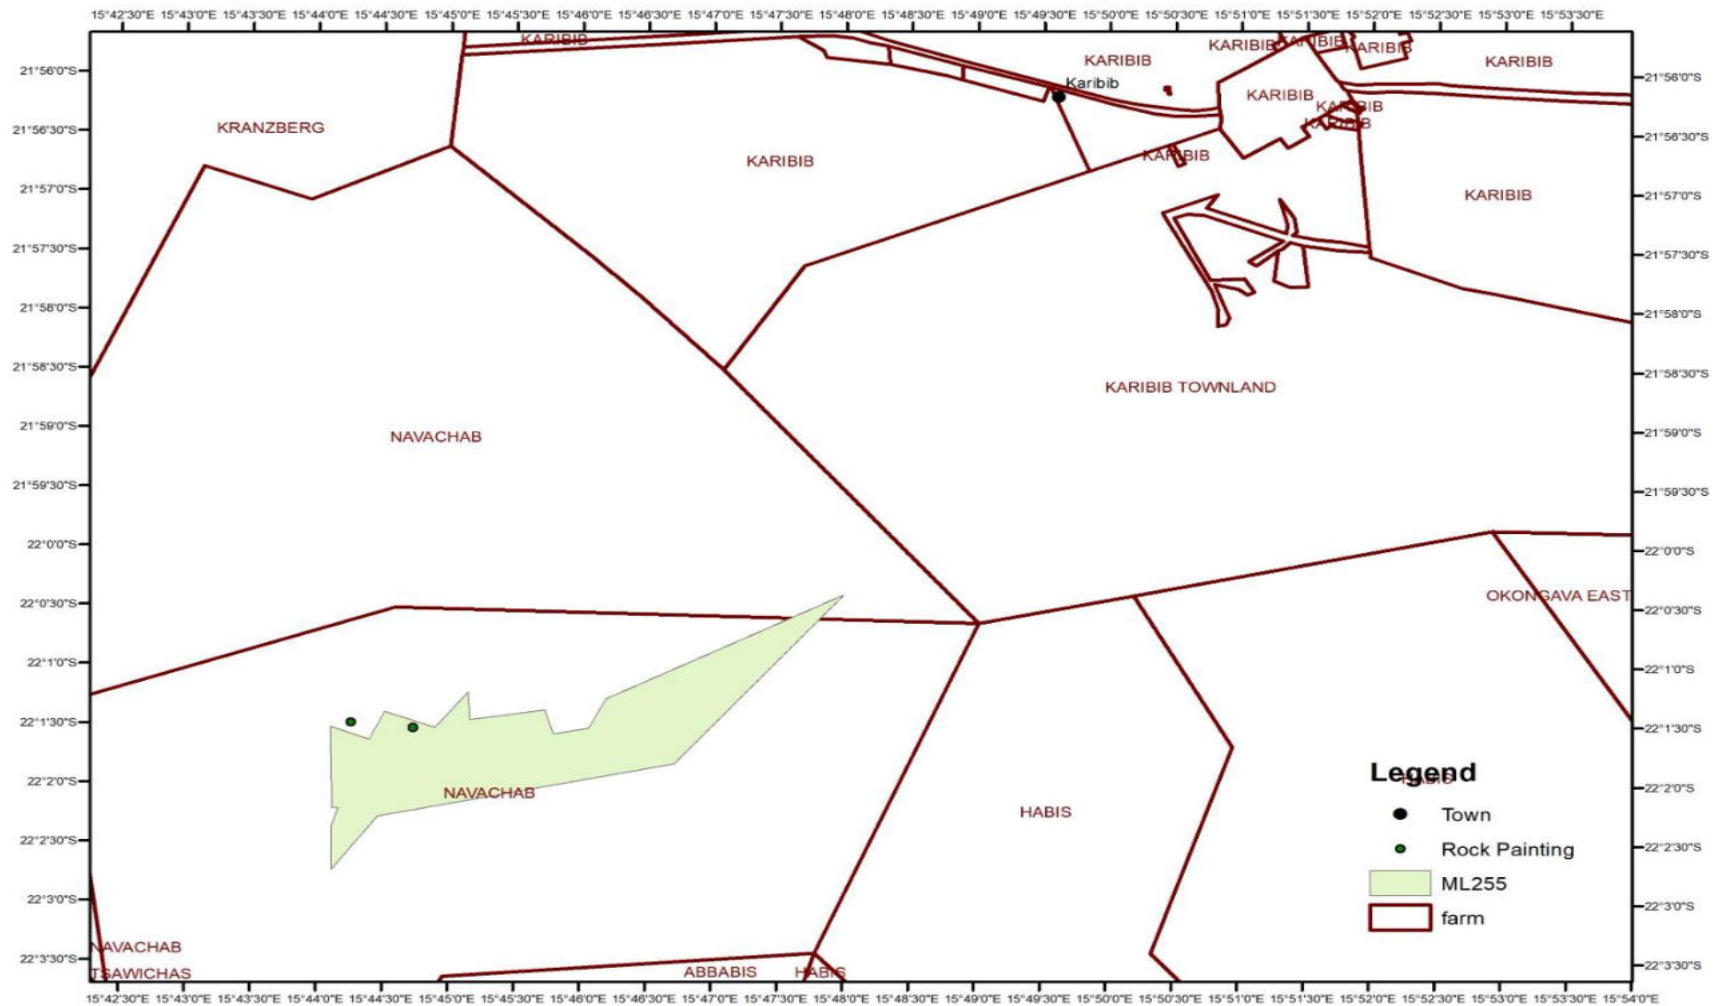 15°42'30"E 15°43'0"E 15°43'30"E 15°44'0"E 15°44'30"E 15°45'0"E 15°45'30"E 15°46'0"E 15°46'30"E 15°47'0"E 15°47'30"E 15°48'0"E 15°48'30"E 15°49'0"E 15°49'30"E 15°50'0"E 15°50'30"E 15°51'0"E 15°51'30"E 15°52'0"E 15°52'30"E 15°53'0"E 15°53'30"E
KARIBIB
KARIBIB
KARIBIB
KARIBIB
KARIBIB
KARIBIB
21°56'0"S
21°56'0"S
Karibib
KARIBIB
KARIBIB
KARIBIB
KRANZBERG
21°56'30"S
21°56'30"S
KARIBIB
KARIBIB
21°57'0"S
21°57'0"S
KARIBIB
21°57'30"S
21°57'30"S
21°58'0"S
21°58'0"S
21°58'30"S
21°58'30"S
KARIBIB TOWNLAND
21°59'0"S
21°59'0"S
NAVACHAB
21°59'30"S
21°59'30"S
22°0'0"S
22°0'0"S
OKONGAVA EAST
22°0'30"S
22°0'30"S
22°1'0"S
22°1'0"S
22°1'30"S
22°1'30"S
Legend
HABIS
22°2'0"S
22°2'0"S
NAVACHAB
HABIS
Town
22°2'30"S
22°2'30"S
Rock Painting
ML255
22°3'0"S
22°3'0"S
farm
NAVACHAB
22°3'30"S
22°3'30"S
TSAWICHAS
ABBABIS
HABIS
15°42'30"E 15°43'0"E 15°43'30"E 15°44'0"E 15°44'30"E 15°45'0"E 15°45'30"E 15°46'0"E 15°46'30"E 15°47'0"E 15°47'30"E 15°48'0"E 15°48'30"E 15°49'0"E 15°49'30"E 15°50'0"E 15°50'30"E 15°51'0"E 15°51'30"E 15°52'0"E 15°52'30"E 15°53'0"E 15°53'30"E 15°54'0"E